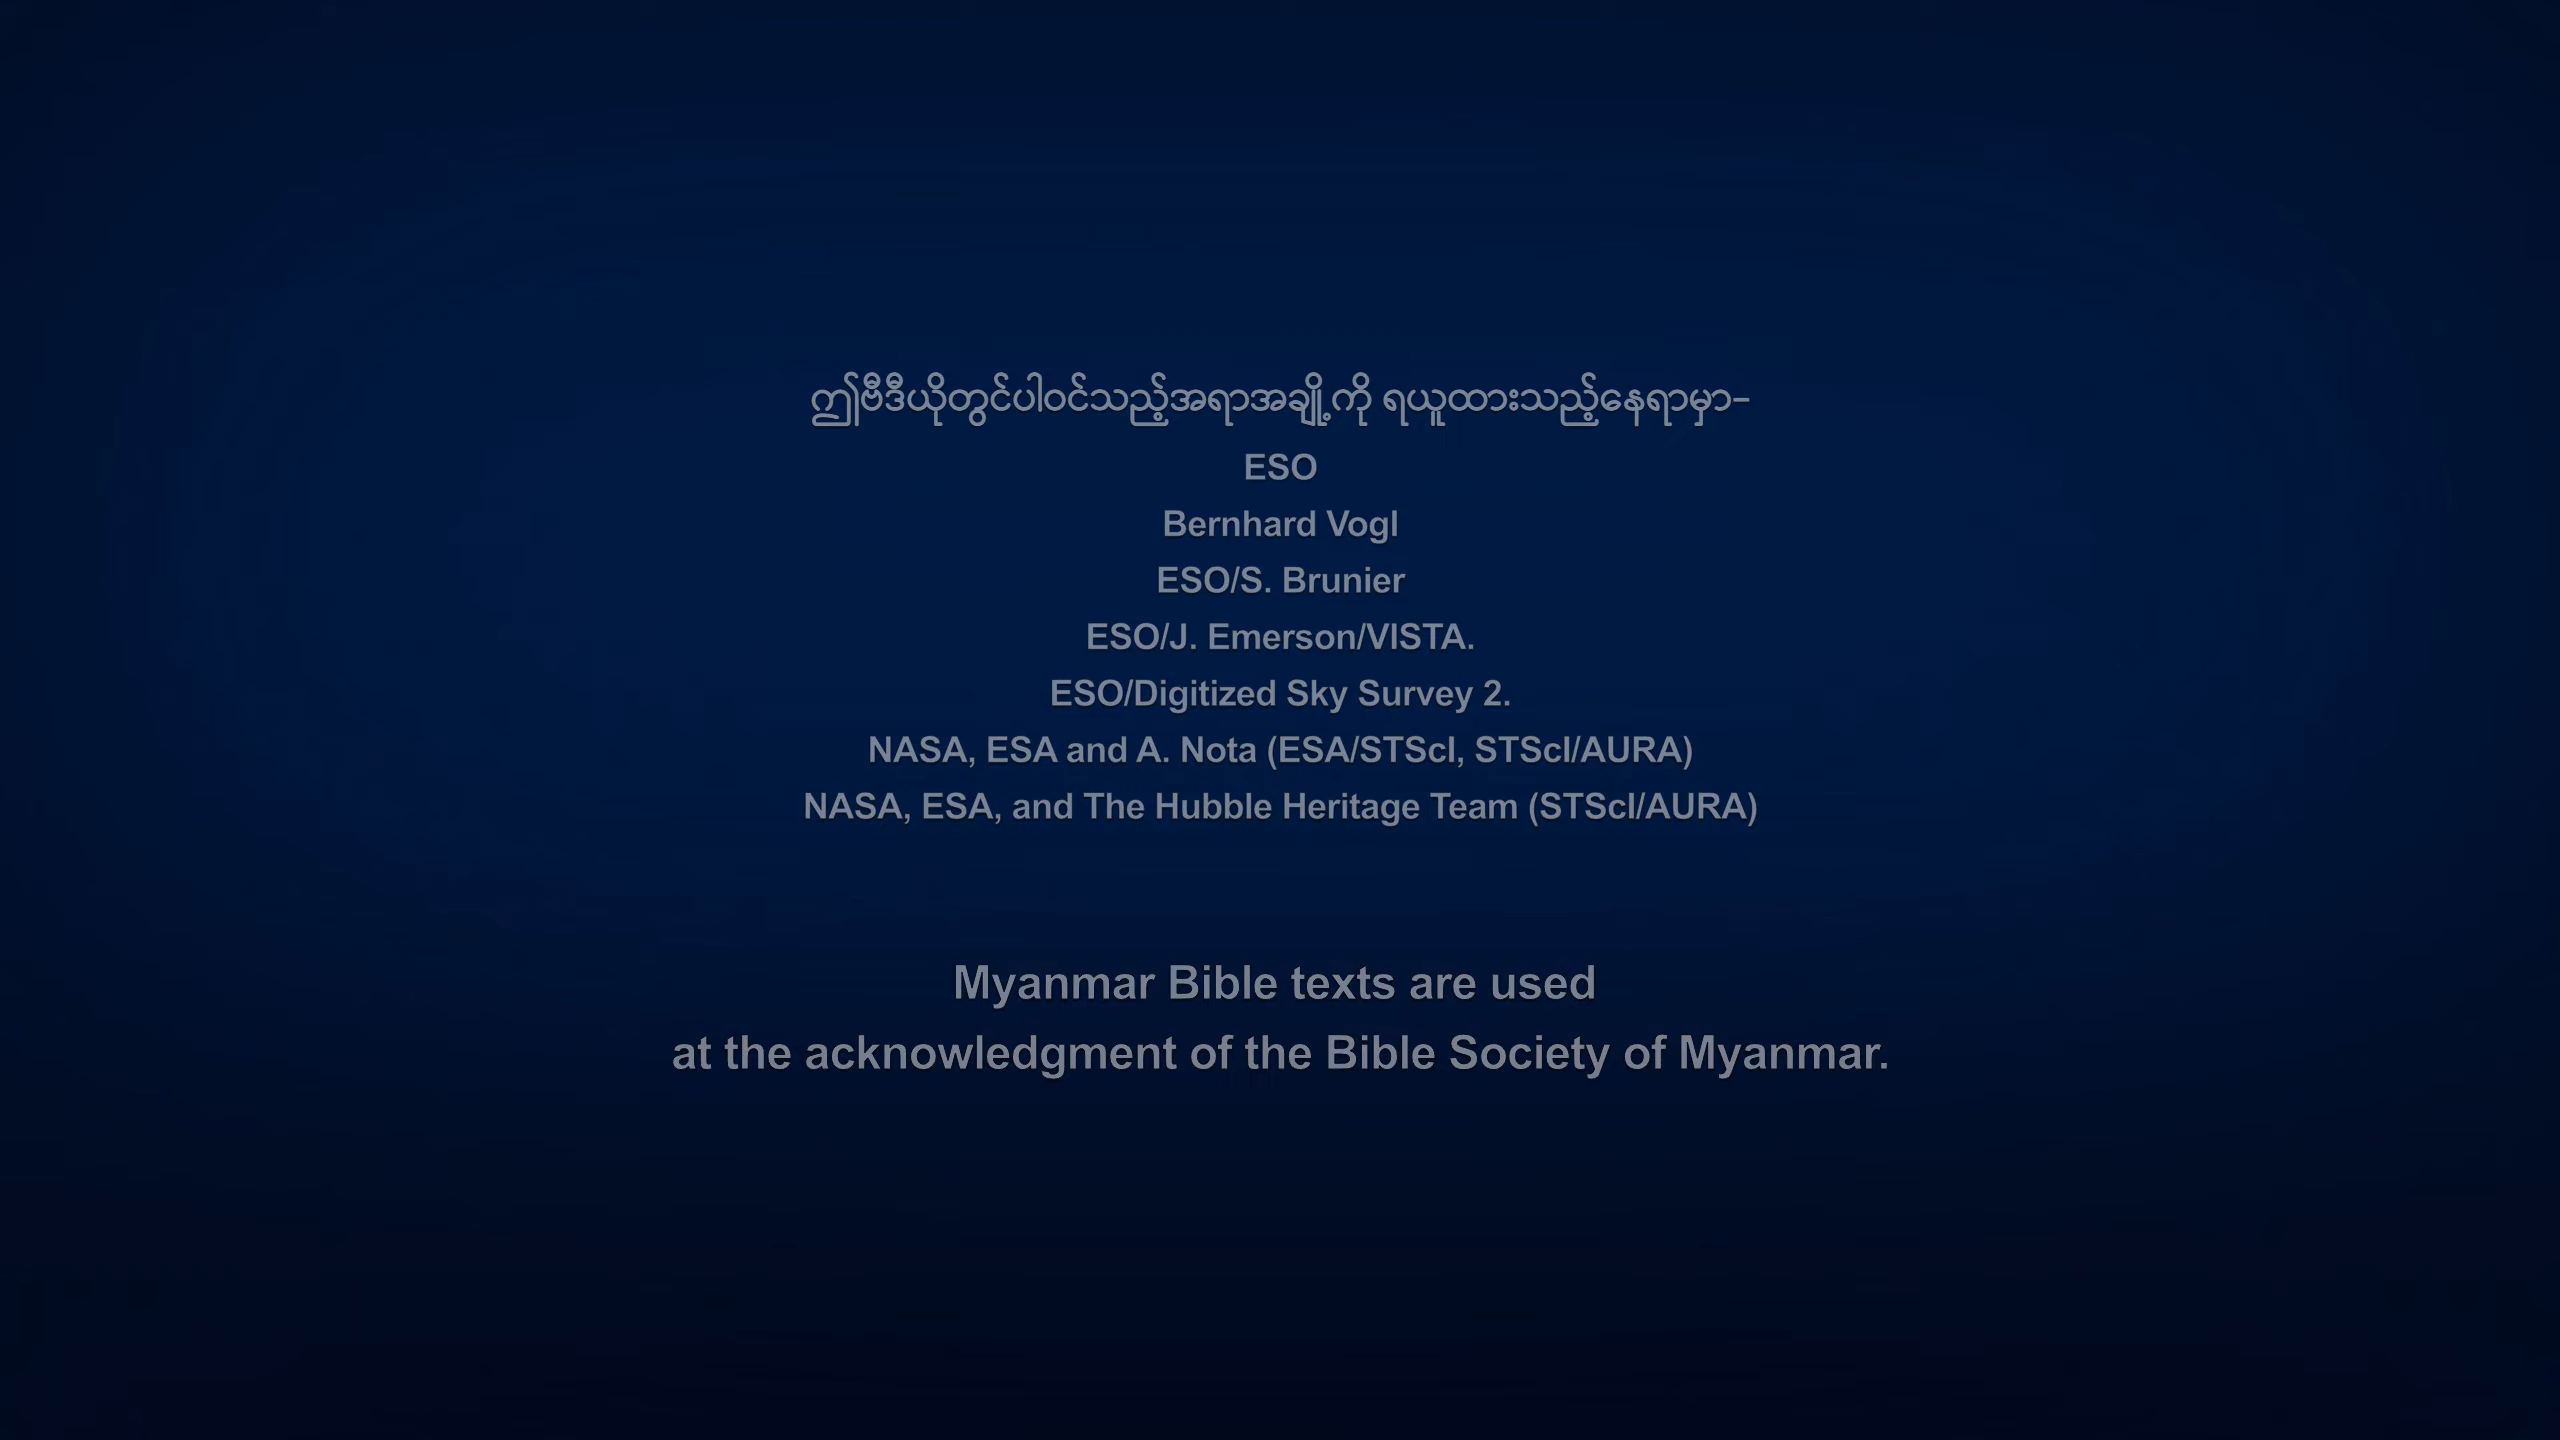 ဤဗီဒီယိုတွင်ပါဝင်သည့်အရာအချို့ကို ရယူထားသည့်နေရာမှာ-
ESO
Bernhard Vogl
ESO/S. Brunier
ESO/J. Emerson/VISTA.
ESO/Digitized Sky Survey 2.
NASA, ESA and A. Nota (ESA/STScI, STScI/AURA)
NASA, ESA, and The Hubble Heritage Team (STScI/AURA)
Myanmar Bible texts are used
at the acknowledgment of the Bible Society of Myanmar.